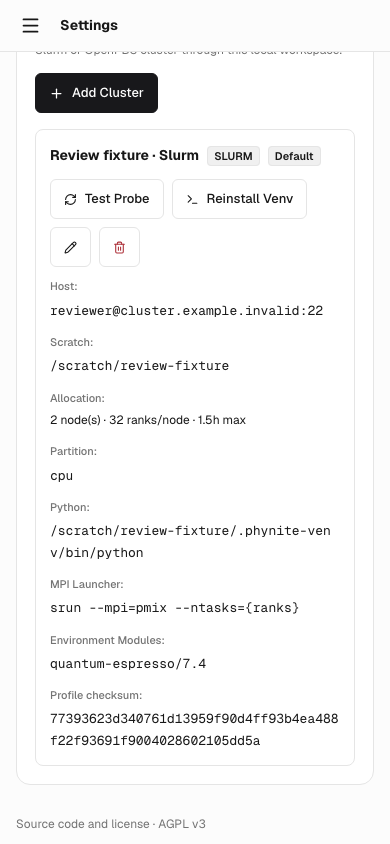 Settings
Slurm or OpenPBS cluster through this local workspace.
Add Cluster
Review fixture · Slurm SLURM Default
Test Probe Reinstall Venv
Host:
reviewer@cluster.example.invalid:22
Scratch:
/scratch/review-fixture
Allocation:
2 node(s) · 32 ranks/node · 1.5h max
Partition:
cpu
Python:
/scratch/review-fixture/.phynite-ven
v/bin/python
MPI Launcher:
srun --mpi=pmix --ntasks={ranks}
Environment Modules:
quantum-espresso/7.4
Profile checksum:
77393623d340761d13959f90d4ff93b4ea488
f22f93691f9004028602105dd5a
Source code and license · AGPL v3